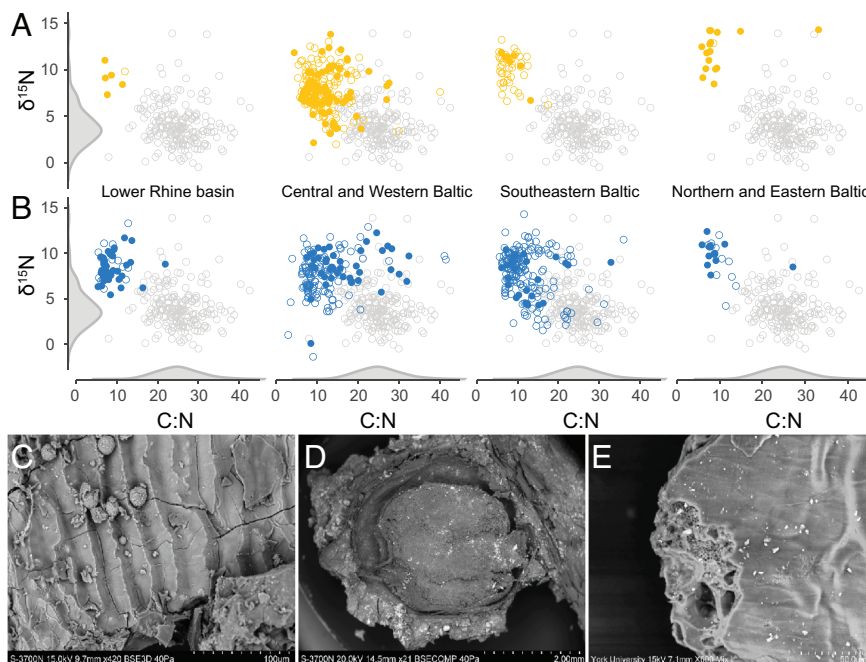 A
15
10
5
0
δ¹⁵N
Lower Rhine basin
Central and Western Baltic
Southeastern Baltic
Northern and Eastern Baltic
B
15
10
5
0
δ¹⁵N
0 10 20 30 40 0 10 20 30 40 0 10 20 30 40 0 10 20 30 40
C:N C:N C:N C:N
C
D
E
S-3700N 15.0kV 9.7mm x420 BSE3D 40Pa
100um
S-3700N 20.0kV 14.5mm x21 BSECOMP 40Pa
2.00mm
York University 15kV 7.1mm